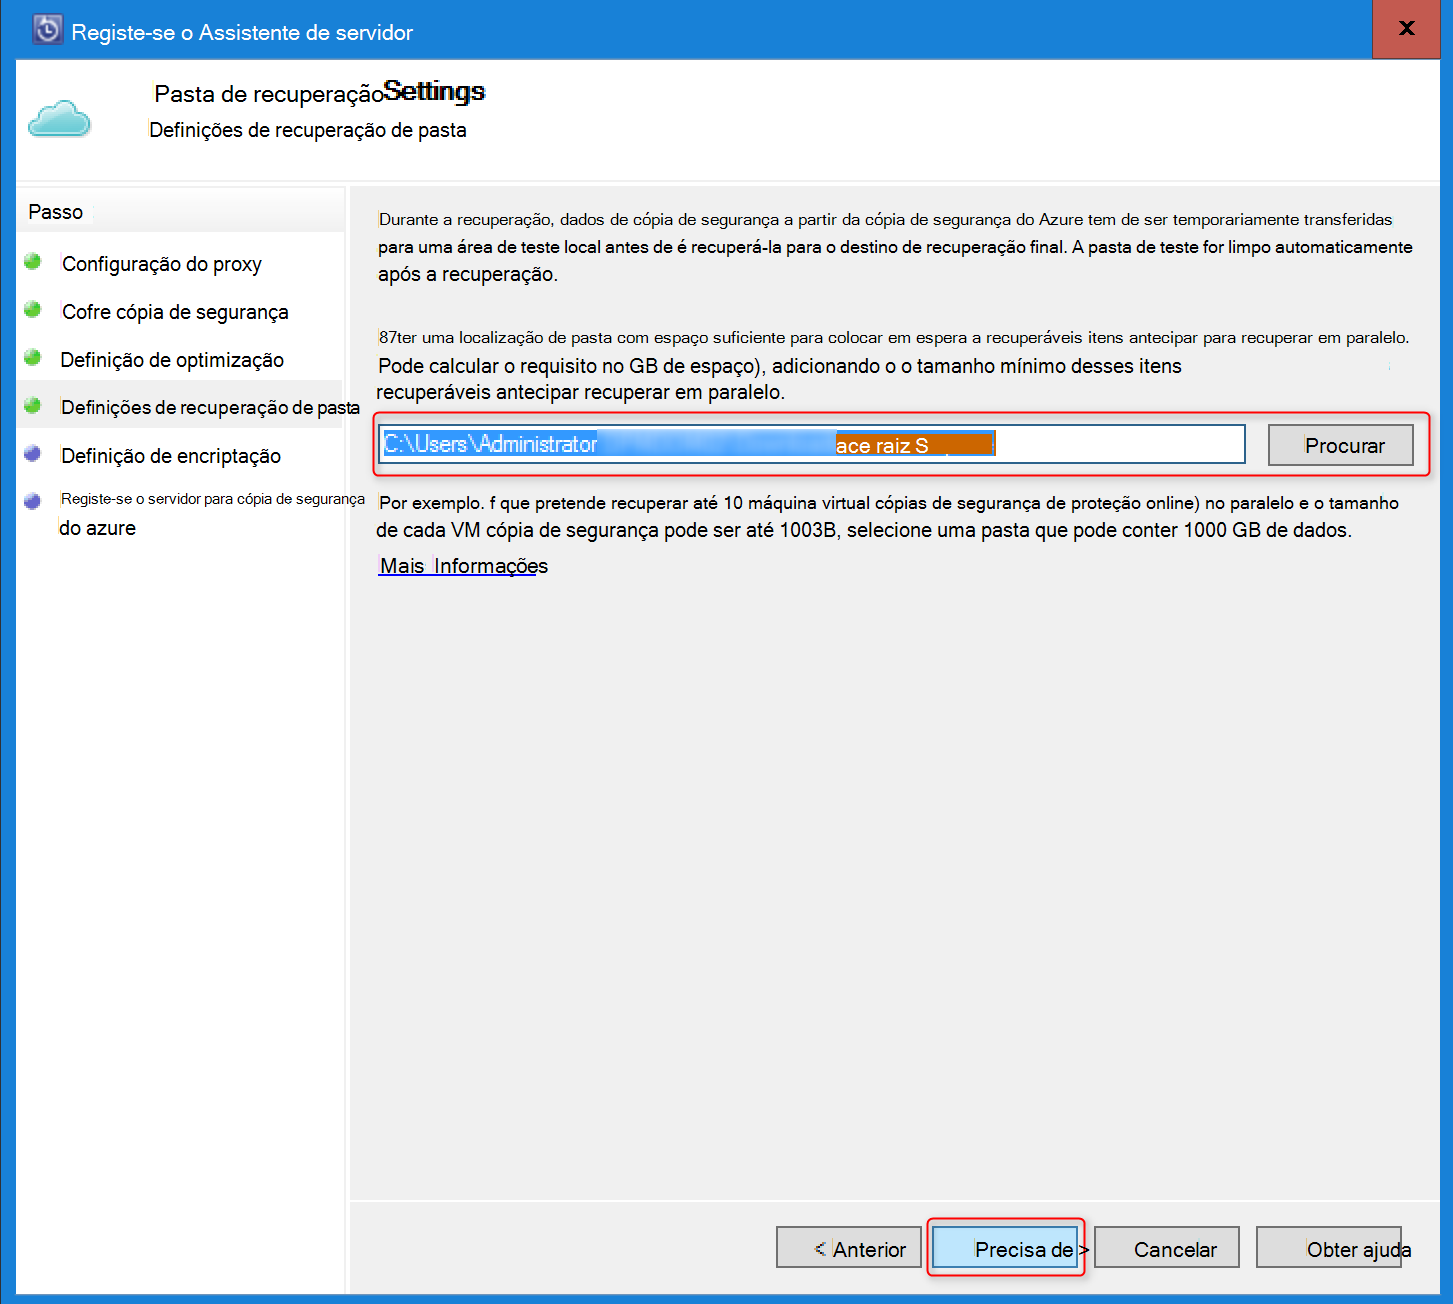 Registe-se o Assistente de servidor
x
Pasta de recuperaçãoSettings
Definições de recuperação de pasta
Passo
Configuração do proxy
Cofre cópia de segurança
Definição de optimização
Definições de recuperação de pasta
Definição de encriptação
Registe-se o servidor para cópia de segurança
do azure
Durante a recuperação, dados de cópia de segurança a partir da cópia de segurança do Azure tem de ser temporariamente transferidas
para uma área de teste local antes de é recuperá-la para o destino de recuperação final. A pasta de teste for limpo automaticamente
após a recuperação.
87ter uma localização de pasta com espaço suficiente para colocar em espera a recuperáveis itens antecipar para recuperar em paralelo.
Pode calcular o requisito no GB de espaço), adicionando o o tamanho mínimo desses itens
recuperáveis antecipar recuperar em paralelo.
C:\Users\Administrator ace raiz S
Procurar
Por exemplo. f que pretende recuperar até 10 máquina virtual cópias de segurança de proteção online) no paralelo e o tamanho
de cada VM cópia de segurança pode ser até 1003B, selecione uma pasta que pode conter 1000 GB de dados.
Mais Informações
< Anterior
Precisa de >
Cancelar
Obter ajuda